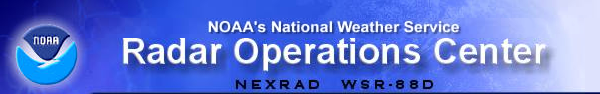 NOAA
NOAA's National Weather Service
Radar Operations Center
NEXRAD WSR-88D